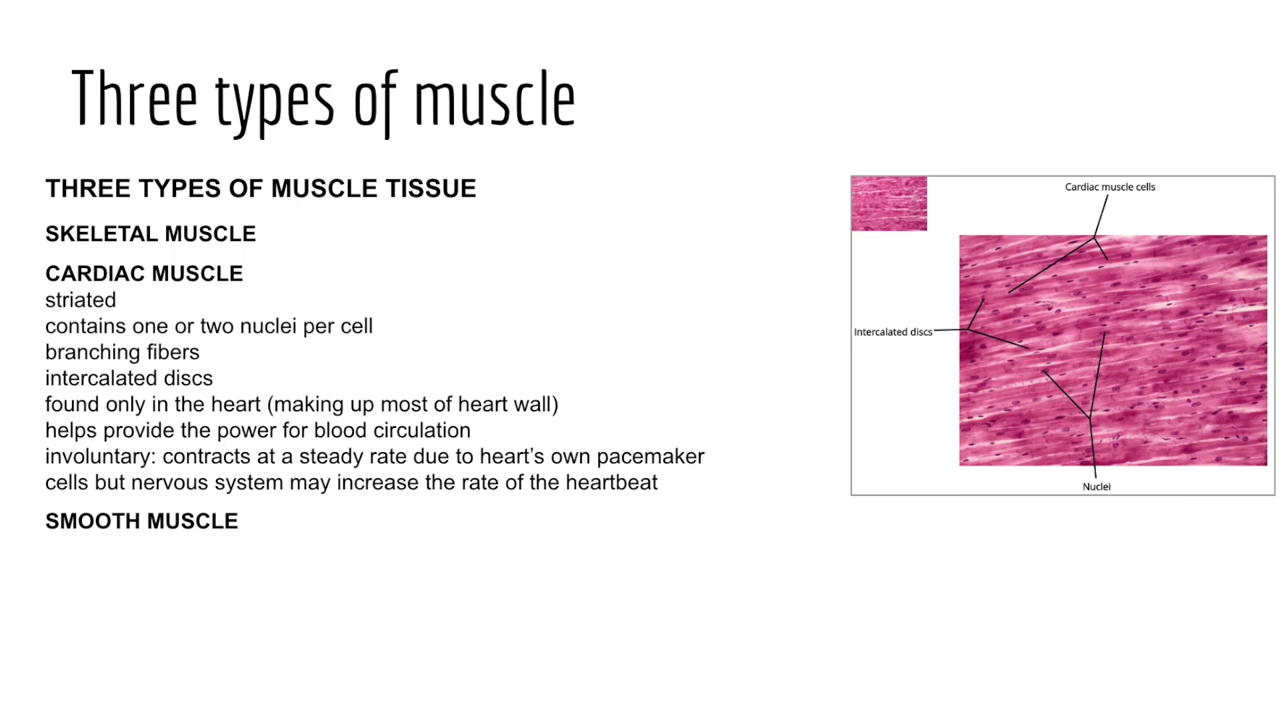 Three types of muscle
THREE TYPES OF MUSCLE TISSUE
SKELETAL MUSCLE
CARDIAC MUSCLE
striated
contains one or two nuclei per cell
branching fibers
intercalated discs
found only in the heart (making up most of heart wall)
helps provide the power for blood circulation
involuntary: contracts at a steady rate due to heart’s own pacemaker
cells but nervous system may increase the rate of the heartbeat
SMOOTH MUSCLE
Cardiac muscle cells
Intercalated discs
Nuclei